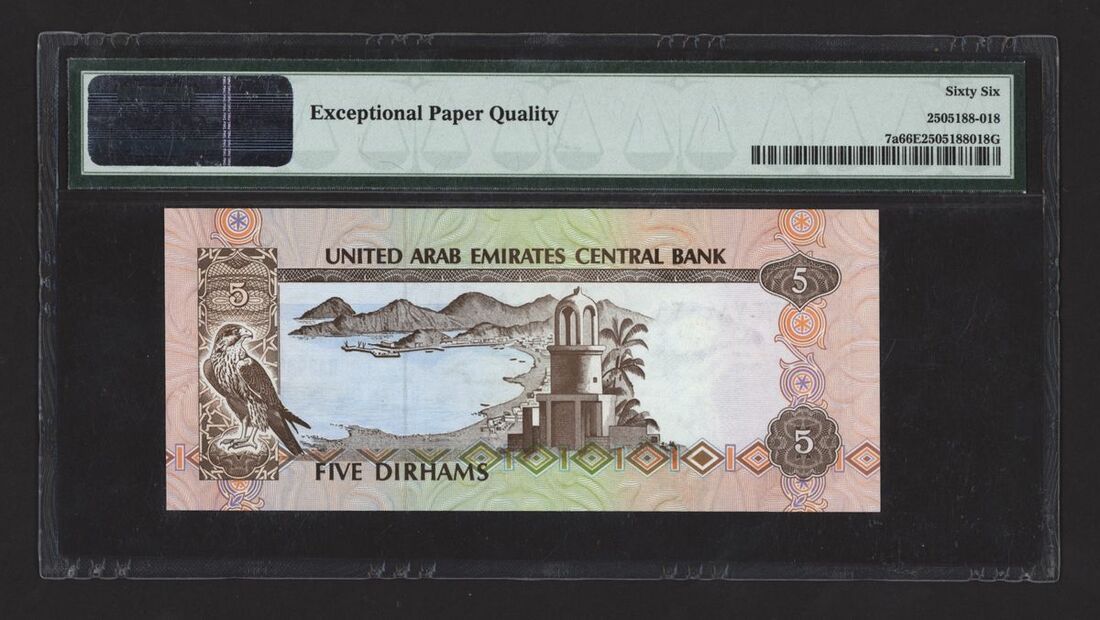 Exceptional Paper Quality
Sixty Six
2505188-018
7a66E2505188018G
UNITED ARAB EMIRATES CENTRAL BANK
5
5
5
FIVE DIRHAMS